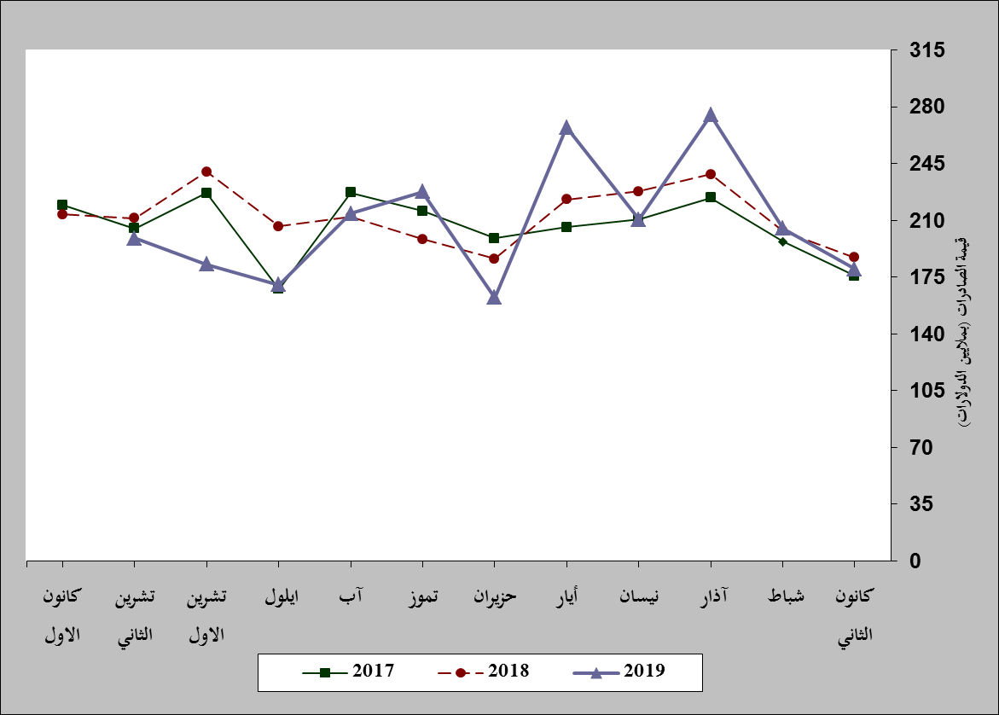 315
280
245
210
175
140
105
70
35
0
قيمة الصادرات (بملايين الدولارات)
كانون الثاني
شباط
آذار
نيسان
أيار
حزيران
تموز
آب
ايلول
تشرين الاول
تشرين الثاني
كانون الاول
2017
2018
2019